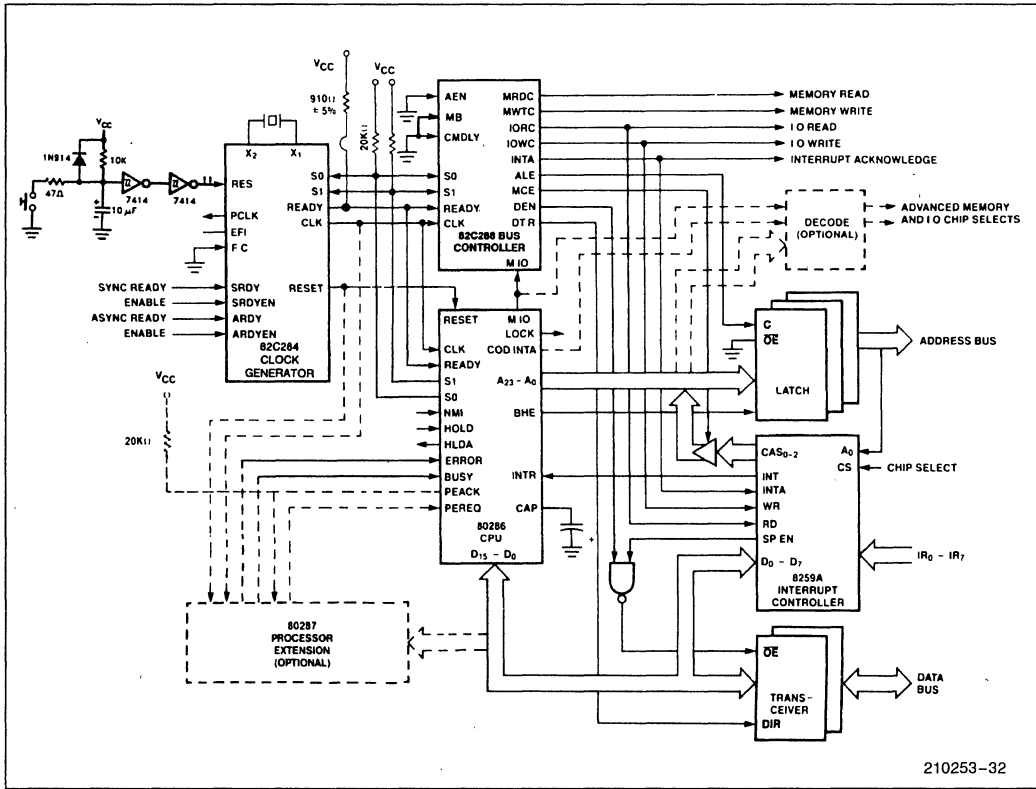 VCC
1N914
10K
47Ω
10 µF
7414
7414
X2
X1
RES
PCLK
EFI
F C
SYNC READY
SRDY
ENABLE
SRDYEN
ASYNC READY
ARDY
ENABLE
ARDYEN
S0
S1
READY
CLK
RESET
82C284
CLOCK
GENERATOR
VCC
910Ω
± 5%
VCC
20KΩ
AEN
MB
CMDLY
S0
S1
READY
CLK
MRDC
MWTC
IORC
IOWC
INTA
ALE
MCE
DEN
DT R
82C288 BUS
CONTROLLER
M IO
MEMORY READ
MEMORY WRITE
I O READ
I O WRITE
INTERRUPT ACKNOWLEDGE
DECODE
(OPTIONAL)
ADVANCED MEMORY
AND I O CHIP SELECTS
RESET
M IO
LOCK
COD INTA
CLK
READY
S1
S0
A23 - A0
NMI
BHE
HOLD
HLDA
ERROR
BUSY
INTR
PEACK
PEREQ
CAP
80286
CPU
D15 - D0
C
OE
LATCH
ADDRESS BUS
CAS0-2
A0
CS
CHIP SELECT
INT
INTA
WR
RD
SP EN
D0 - D7
IR0 - IR7
8259A
INTERRUPT
CONTROLLER
VCC
20KΩ
80287
PROCESSOR
EXTENSION
(OPTIONAL)
OE
TRANS-
CEIVER
DIR
DATA
BUS
210253-32